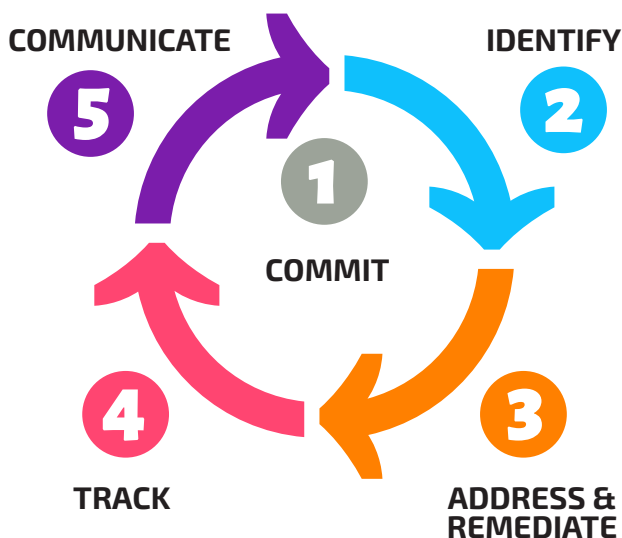 COMMUNICATE
5
IDENTIFY
2
1
COMMIT
4
TRACK
3
ADDRESS &
REMEDIATE